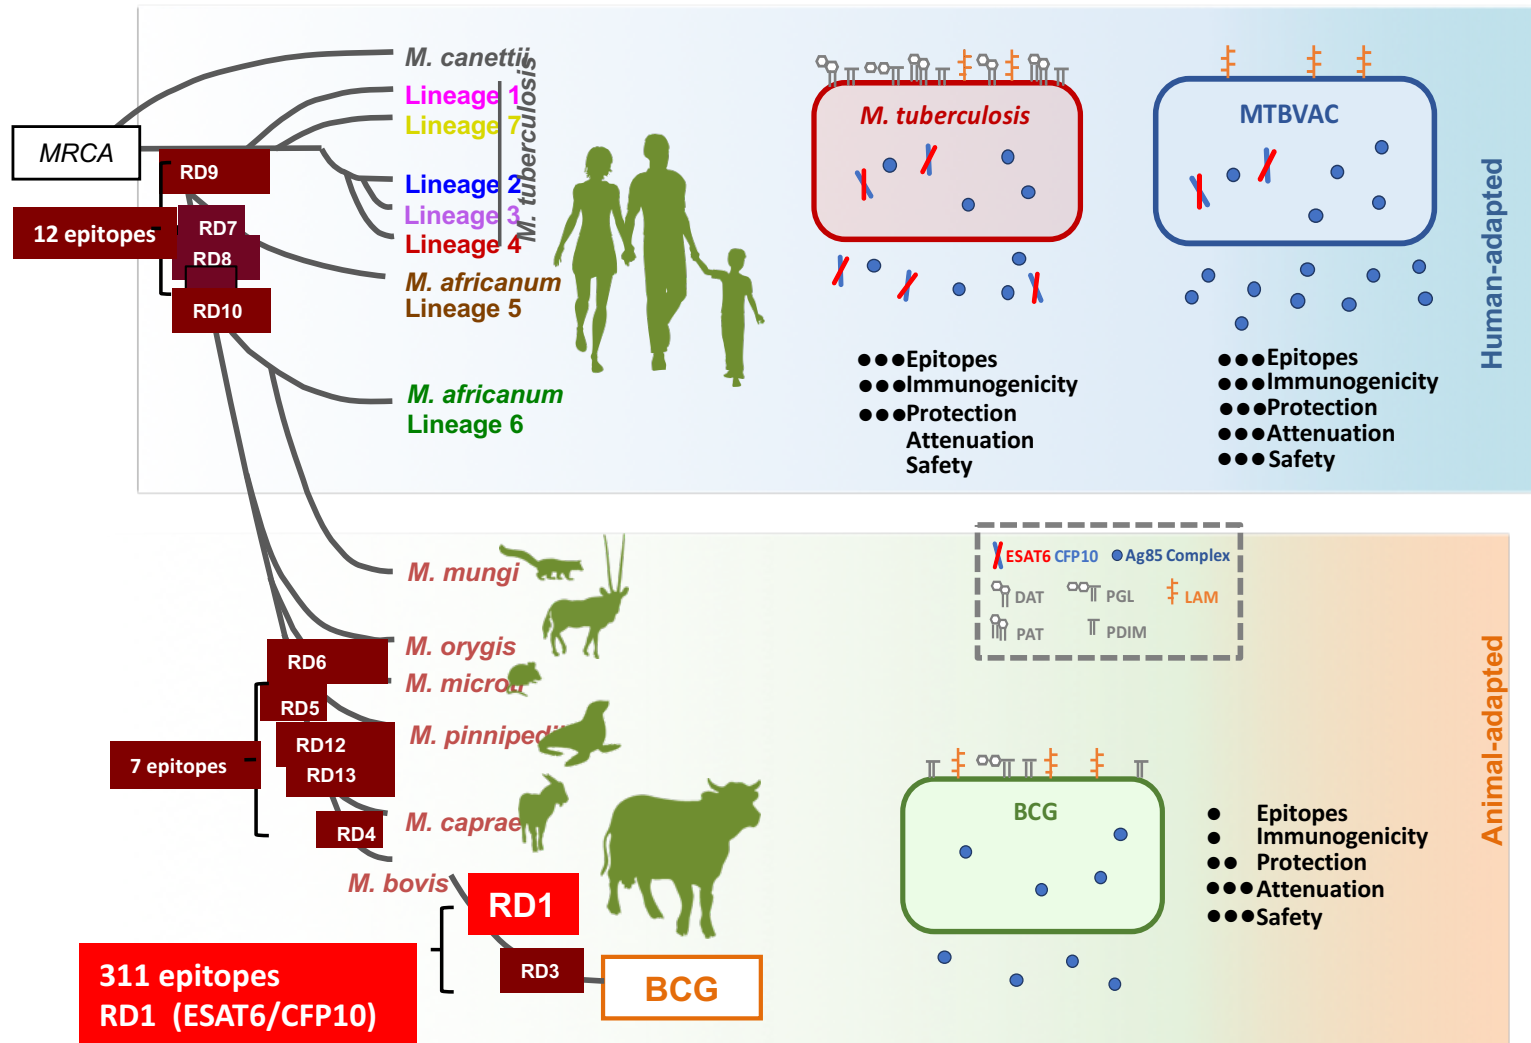 M. canettii
Lineage 1
Lineage 7
MRCA
RD9
Lineage 2
Lineage 3
Lineage 4
M. tuberculosis
12 epitopes
RD7
RD8
RD10
M. africanum
Lineage 5
M. africanum
Lineage 6
M. tuberculosis
●●●Epitopes
●●●Immunogenicity
●●●Protection
Attenuation
Safety
MTBVAC
●●●Epitopes
●●●Immunogenicity
●●●Protection
●●●Attenuation
●●●Safety
Human-adapted
M. mungi
M. orygis
RD6
M. microti
RD5
M. pinnipedii
RD12
7 epitopes
RD13
M. caprae
RD4
M. bovis
RD1
311 epitopes
RD1 (ESAT6/CFP10)
RD3
BCG
ESAT6 CFP10 Ag85 Complex
DAT PGL LAM
PAT PDIM
BCG
● Epitopes
● Immunogenicity
●● Protection
●●● Attenuation
●●● Safety
Animal-adapted